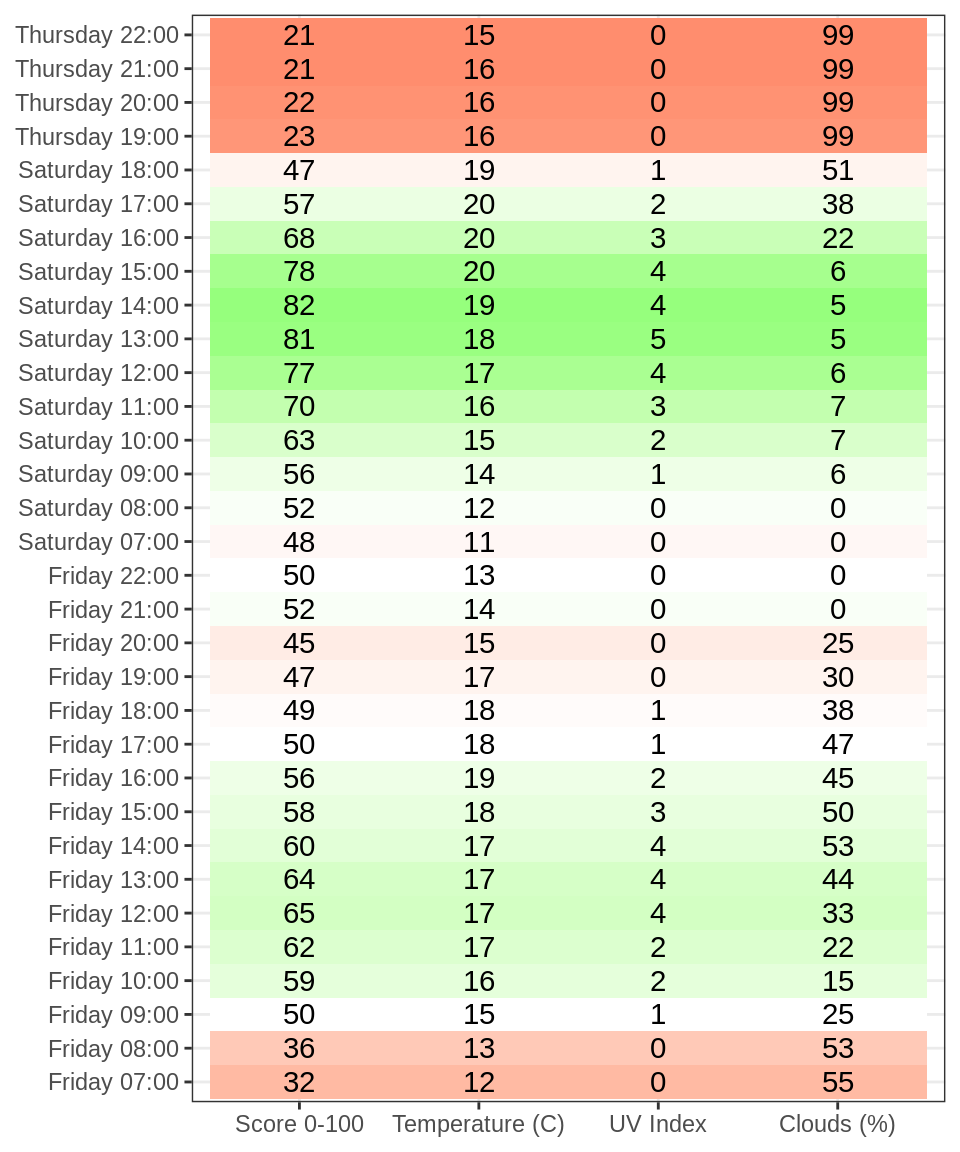 Thursday 22:00 21 15 0 99
Thursday 21:00 21 16 0 99
Thursday 20:00 22 16 0 99
Thursday 19:00 23 16 0 99
Saturday 18:00 47 19 1 51
Saturday 17:00 57 20 2 38
Saturday 16:00 68 20 3 22
Saturday 15:00 78 20 4 6
Saturday 14:00 82 19 4 5
Saturday 13:00 81 18 5 5
Saturday 12:00 77 17 4 6
Saturday 11:00 70 16 3 7
Saturday 10:00 63 15 2 7
Saturday 09:00 56 14 1 6
Saturday 08:00 52 12 0 0
Saturday 07:00 48 11 0 0
Friday 22:00 50 13 0 0
Friday 21:00 52 14 0 0
Friday 20:00 45 15 0 25
Friday 19:00 47 17 0 30
Friday 18:00 49 18 1 38
Friday 17:00 50 18 1 47
Friday 16:00 56 19 2 45
Friday 15:00 58 18 3 50
Friday 14:00 60 17 4 53
Friday 13:00 64 17 4 44
Friday 12:00 65 17 4 33
Friday 11:00 62 17 2 22
Friday 10:00 59 16 2 15
Friday 09:00 50 15 1 25
Friday 08:00 36 13 0 53
Friday 07:00 32 12 0 55
Score 0-100 Temperature (C) UV Index Clouds (%)